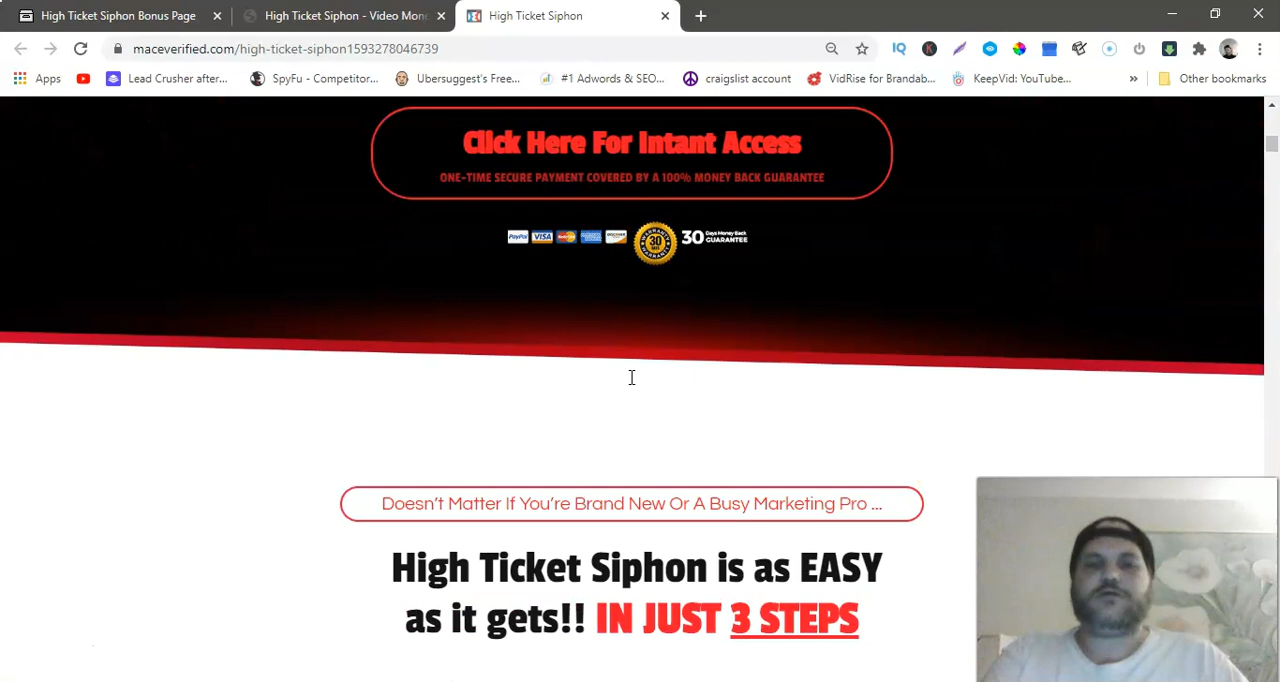 High Ticket Siphon Bonus Page
High Ticket Siphon - Video Mone
High Ticket Siphon
maceverified.com/high-ticket-siphon1593278046739
Apps
Lead Crusher after...
SpyFu - Competitor...
Ubersuggest's Free...
#1 Adwords & SEO...
craigslist account
VidRise for Brandab...
KeepVid: YouTube...
Other bookmarks
Click Here For Intant Access
ONE-TIME SECURE PAYMENT COVERED BY A 100% MONEY BACK GUARANTEE
PayPal VISA 30 30 Days Money Back GUARANTEE
Doesn't Matter If You're Brand New Or A Busy Marketing Pro ...
High Ticket Siphon is as EASY
as it gets!! IN JUST 3 STEPS